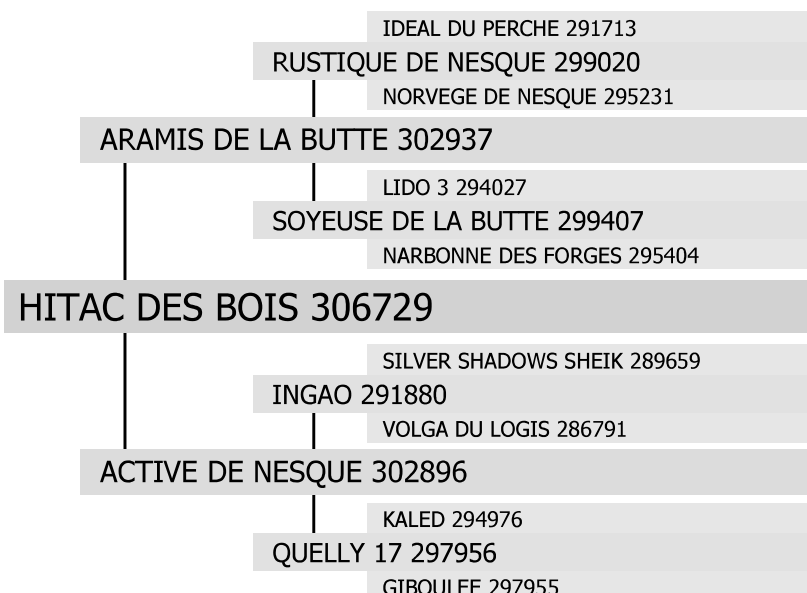 IDEAL DU PERCHE 291713
RUSTIQUE DE NESQUE 299020
NORVEGE DE NESQUE 295231
ARAMIS DE LA BUTTE 302937
LIDO 3 294027
SOYEUSE DE LA BUTTE 299407
NARBONNE DES FORGES 295404
HITAC DES BOIS 306729
SILVER SHADOWS SHEIK 289659
INGAO 291880
VOLGA DU LOGIS 286791
ACTIVE DE NESQUE 302896
KALED 294976
QUELLY 17 297956
GIBOULEE 297955